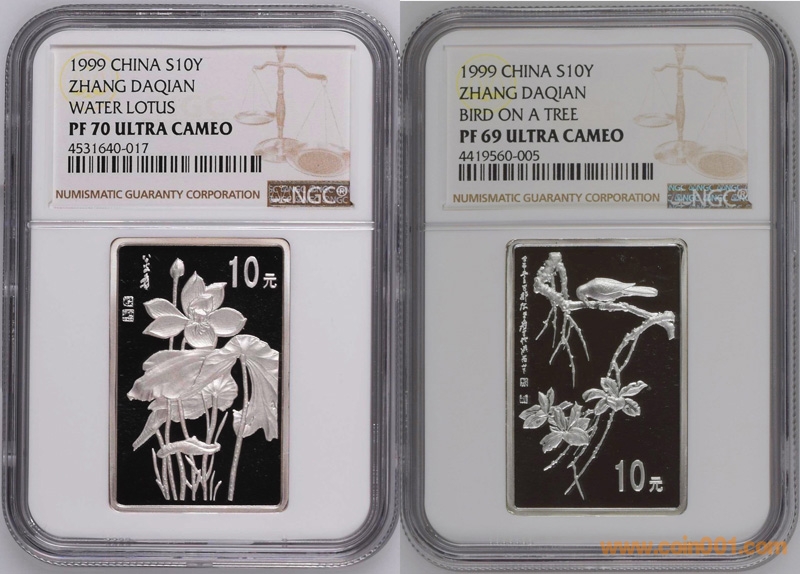 1999 CHINA S10Y
ZHANG DAQIAN
WATER LOTUS
PF 70 ULTRA CAMEO
4531640-017
NUMISMATIC GUARANTY CORPORATION
NGC®
10元
1999 CHINA S10Y
ZHANG DAQIAN
BIRD ON A TREE
PF 69 ULTRA CAMEO
4419560-005
NUMISMATIC GUARANTY CORPORATION
NGC®
10元
www.coin001.com